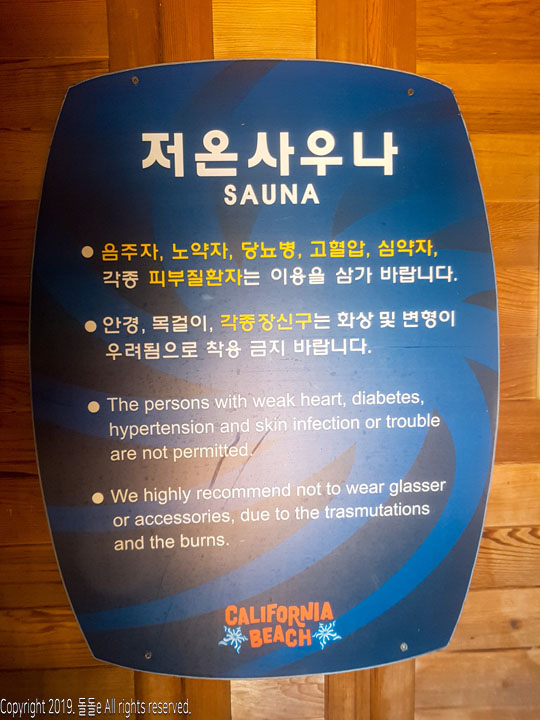 저온사우나
SAUNA
● 음주자, 노약자, 당뇨병, 고혈압, 심약자,
각종 피부질환자는 이용을 삼가 바랍니다.
● 안경, 목걸이, 각종장신구는 화상 및 변형이
우려됨으로 착용 금지 바랍니다.
● The persons with weak heart, diabetes,
hypertension and skin infection or trouble
are not permitted.
● We highly recommend not to wear glasser
or accessories, due to the trasmutations
and the burns.
CALIFORNIA
BEACH
Copyright 2019. 돌돌e All rights reserved.